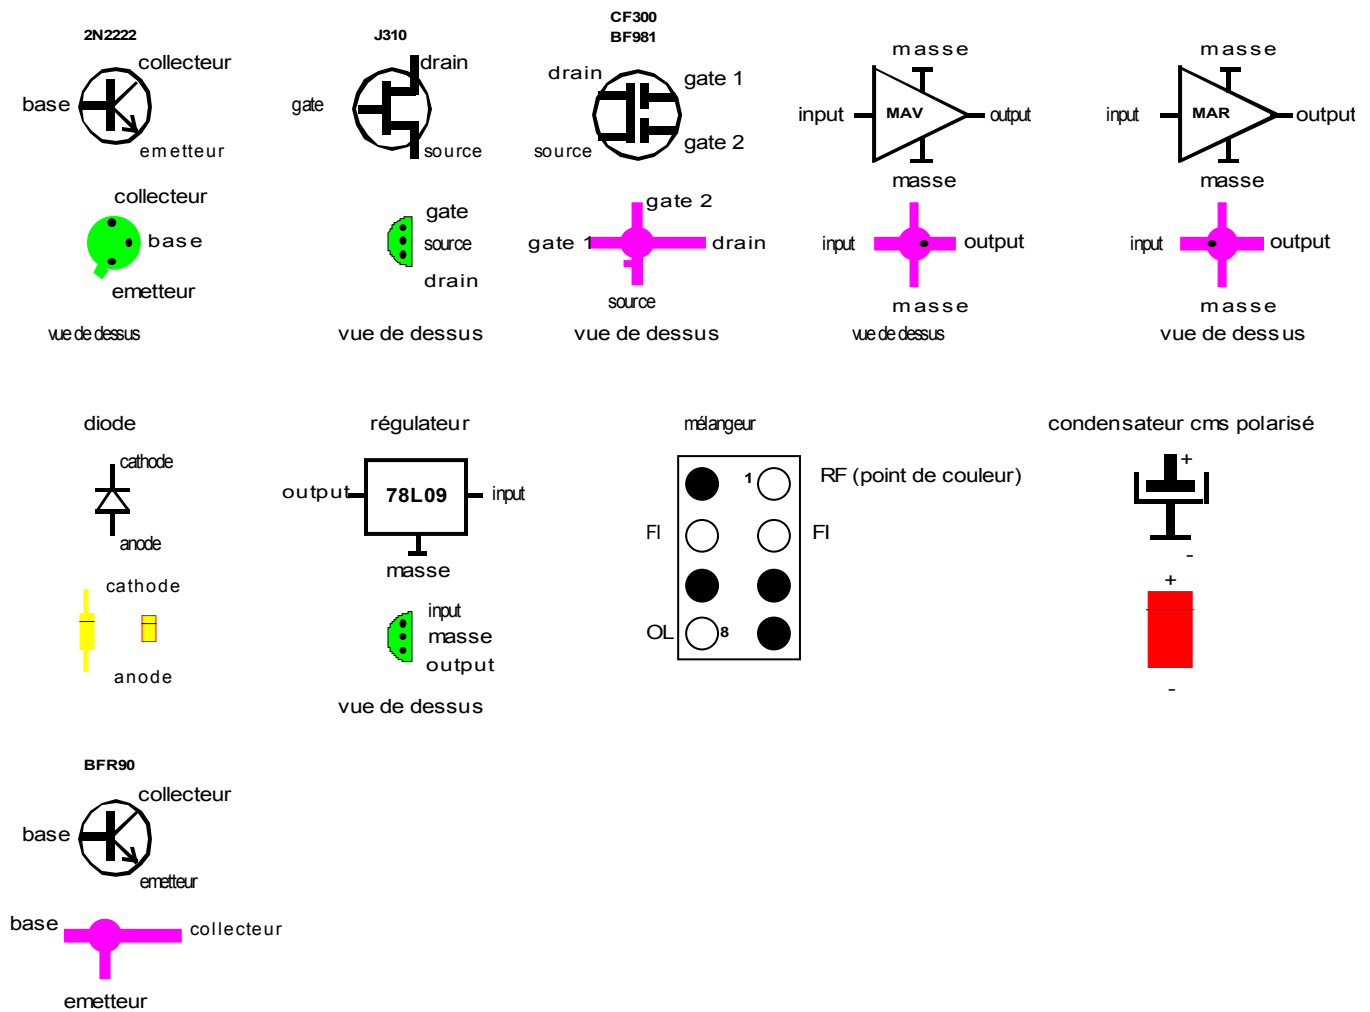 2N2222
collecteur
base
emetteur
collecteur
base
emetteur
vue de dessus
J310
drain
gate
source
gate
source
drain
vue de dessus
CF300
BF981
drain
gate 1
source
gate 2
gate 2
gate 1
drain
source
vue de dessus
masse
input
MAV
output
masse
input
output
masse
vue de dessus
masse
input
MAR
output
masse
input
output
masse
vue de dessus
diode
cathode
anode
cathode
anode
régulateur
output
78L09
input
masse
input
masse
output
vue de dessus
mélangeur
1
RF (point de couleur)
FI
FI
OL
8
condensateur cms polarisé
+
-
+
-
BFR90
collecteur
base
emetteur
base
collecteur
emetteur